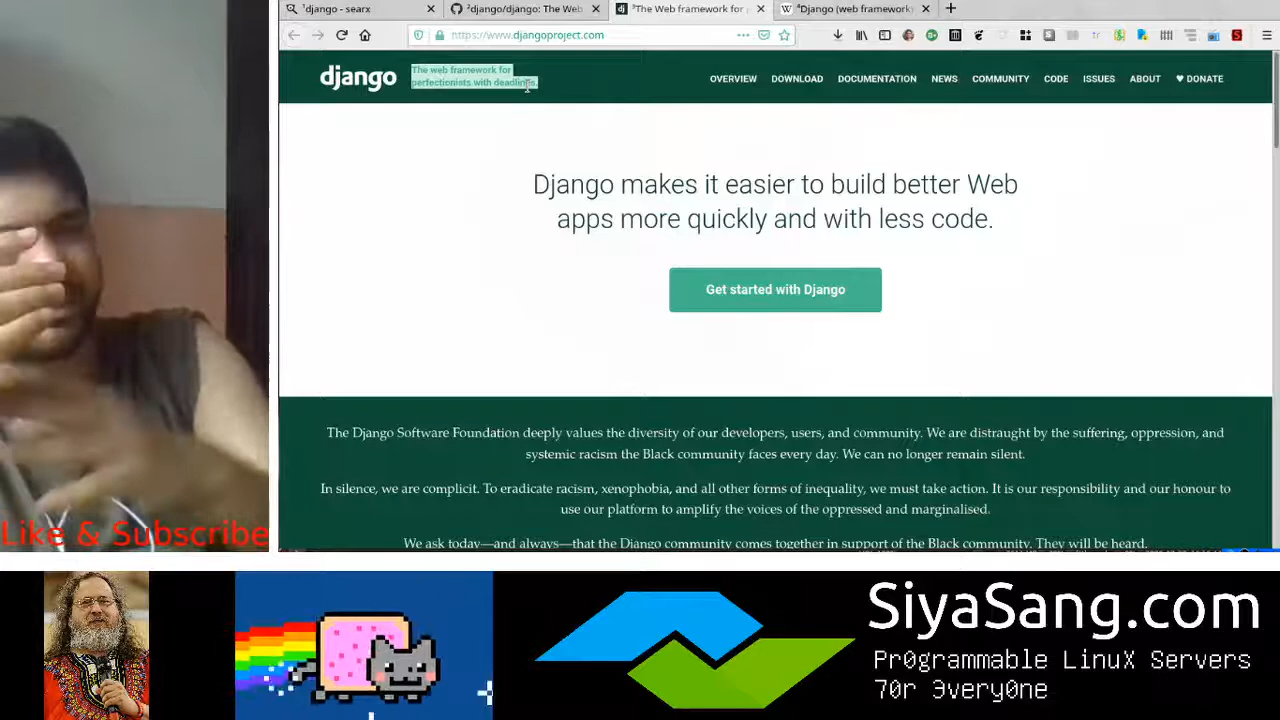 ¹django - searx
²django/django: The Web
³The Web framework for
⁴Django (web framework)
https://www.djangoproject.com
django
The web framework for
perfectionists with deadlines.
OVERVIEW DOWNLOAD DOCUMENTATION NEWS COMMUNITY CODE ISSUES ABOUT ♥ DONATE
Django makes it easier to build better Web
apps more quickly and with less code.
Get started with Django
The Django Software Foundation deeply values the diversity of our developers, users, and community. We are distraught by the suffering, oppression, and
systemic racism the Black community faces every day. We can no longer remain silent.
In silence, we are complicit. To eradicate racism, xenophobia, and all other forms of inequality, we must take action. It is our responsibility and our honour to
use our platform to amplify the voices of the oppressed and marginalised.
We ask today—and always—that the Django community comes together in support of the Black community. They will be heard.
Like & Subscribe
SiyaSang.com
Pr0grammable LinuX Servers
70r 3very0ne